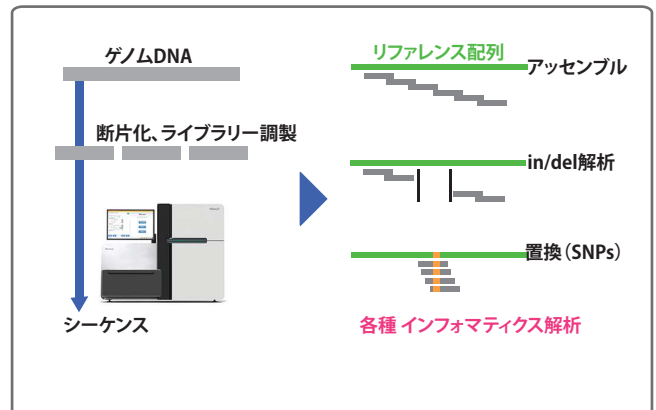 ゲノムDNA
断片化、ライブラリー調製
シーケンス
リファレンス配列
アッセンブル
in/del解析
置換（SNPs）
各種 インフォマティクス解析